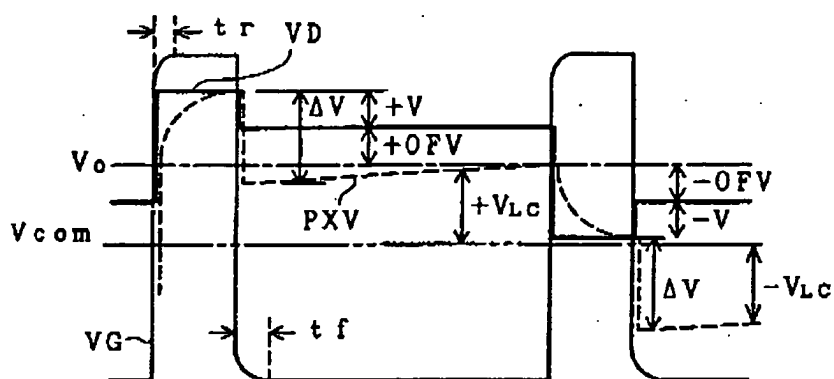 tr
VD
ΔV
+V
+OFV
Vo
-OFV
PXV
+VLC
-V
Vcom
ΔV
-VLC
VG
tf